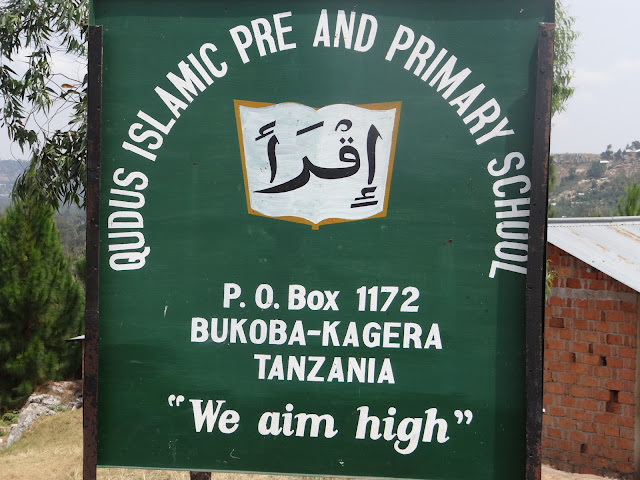 QUDUS ISLAMIC PRE AND PRIMARY SCHOOL
إِقْرَأْ
P. O. Box 1172
BUKOBA-KAGERA
TANZANIA
"We aim high"